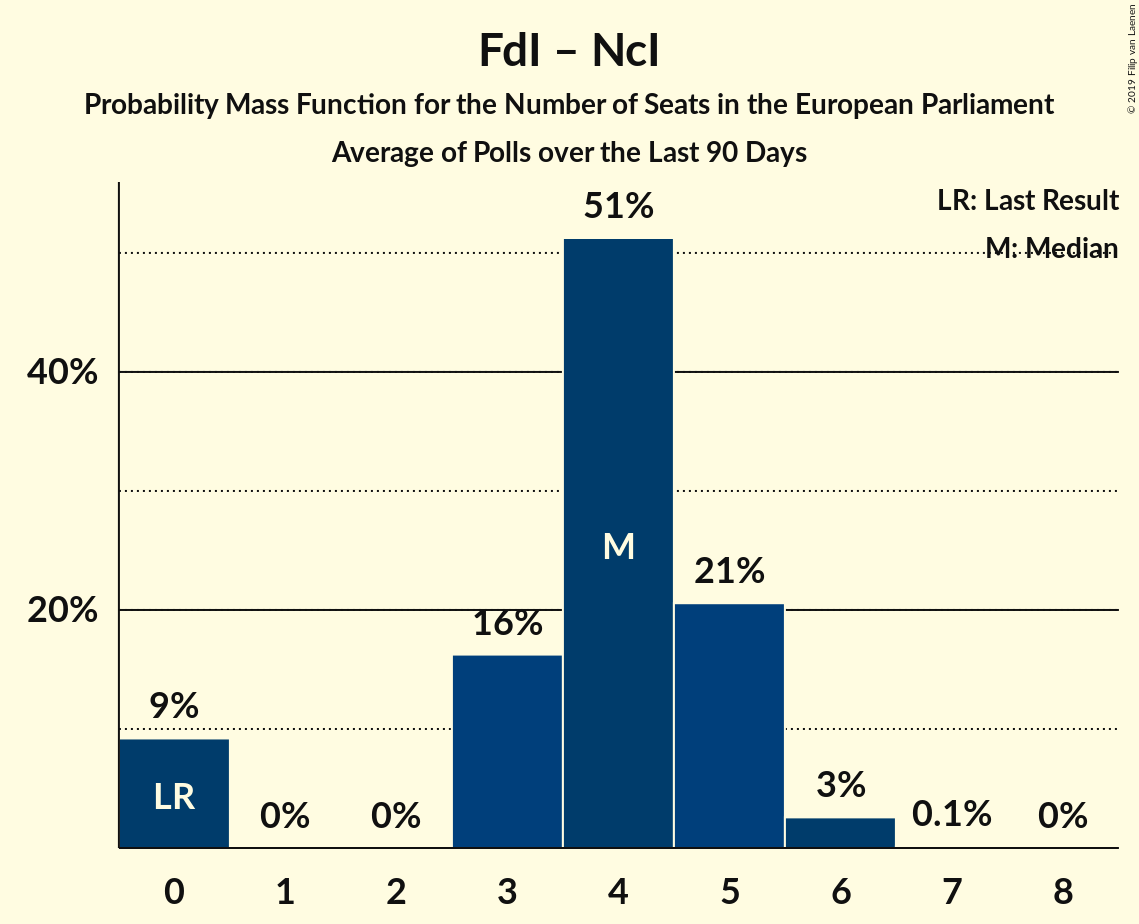 FdI – NcI
Probability Mass Function for the Number of Seats in the European Parliament
Average of Polls over the Last 90 Days
© 2019 Filip van Laenen
LR: Last Result
M: Median
51%
40%
M
21%
20%
16%
9%
LR
0%
0%
3%
0.1%
0%
0 1 2 3 4 5 6 7 8